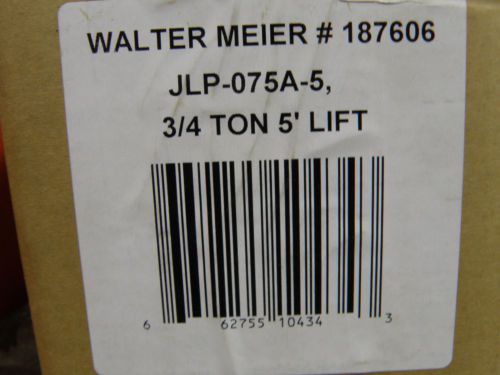 WALTER MEIER # 187606
JLP-075A-5,
3/4 TON 5' LIFT
6 62755 10434 3